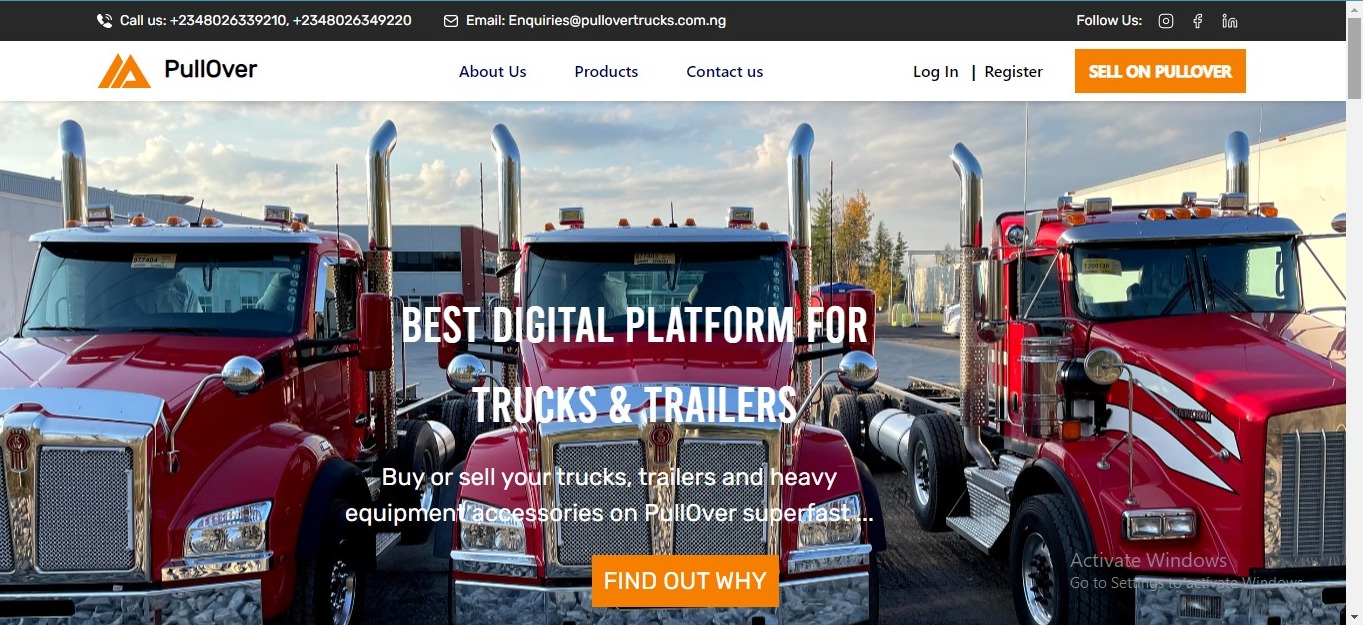 Call us: +2348026339210, +2348026349220 Email: Enquiries@pullovertrucks.com.ng Follow Us:
PullOver About Us Products Contact us Log In | Register SELL ON PULLOVER
BEST DIGITAL PLATFORM FOR
TRUCKS & TRAILERS
Buy or sell your trucks, trailers and heavy
equipment accessories on PullOver superfast ...
FIND OUT WHY
Activate Windows
Go to Settings to activate Windows.